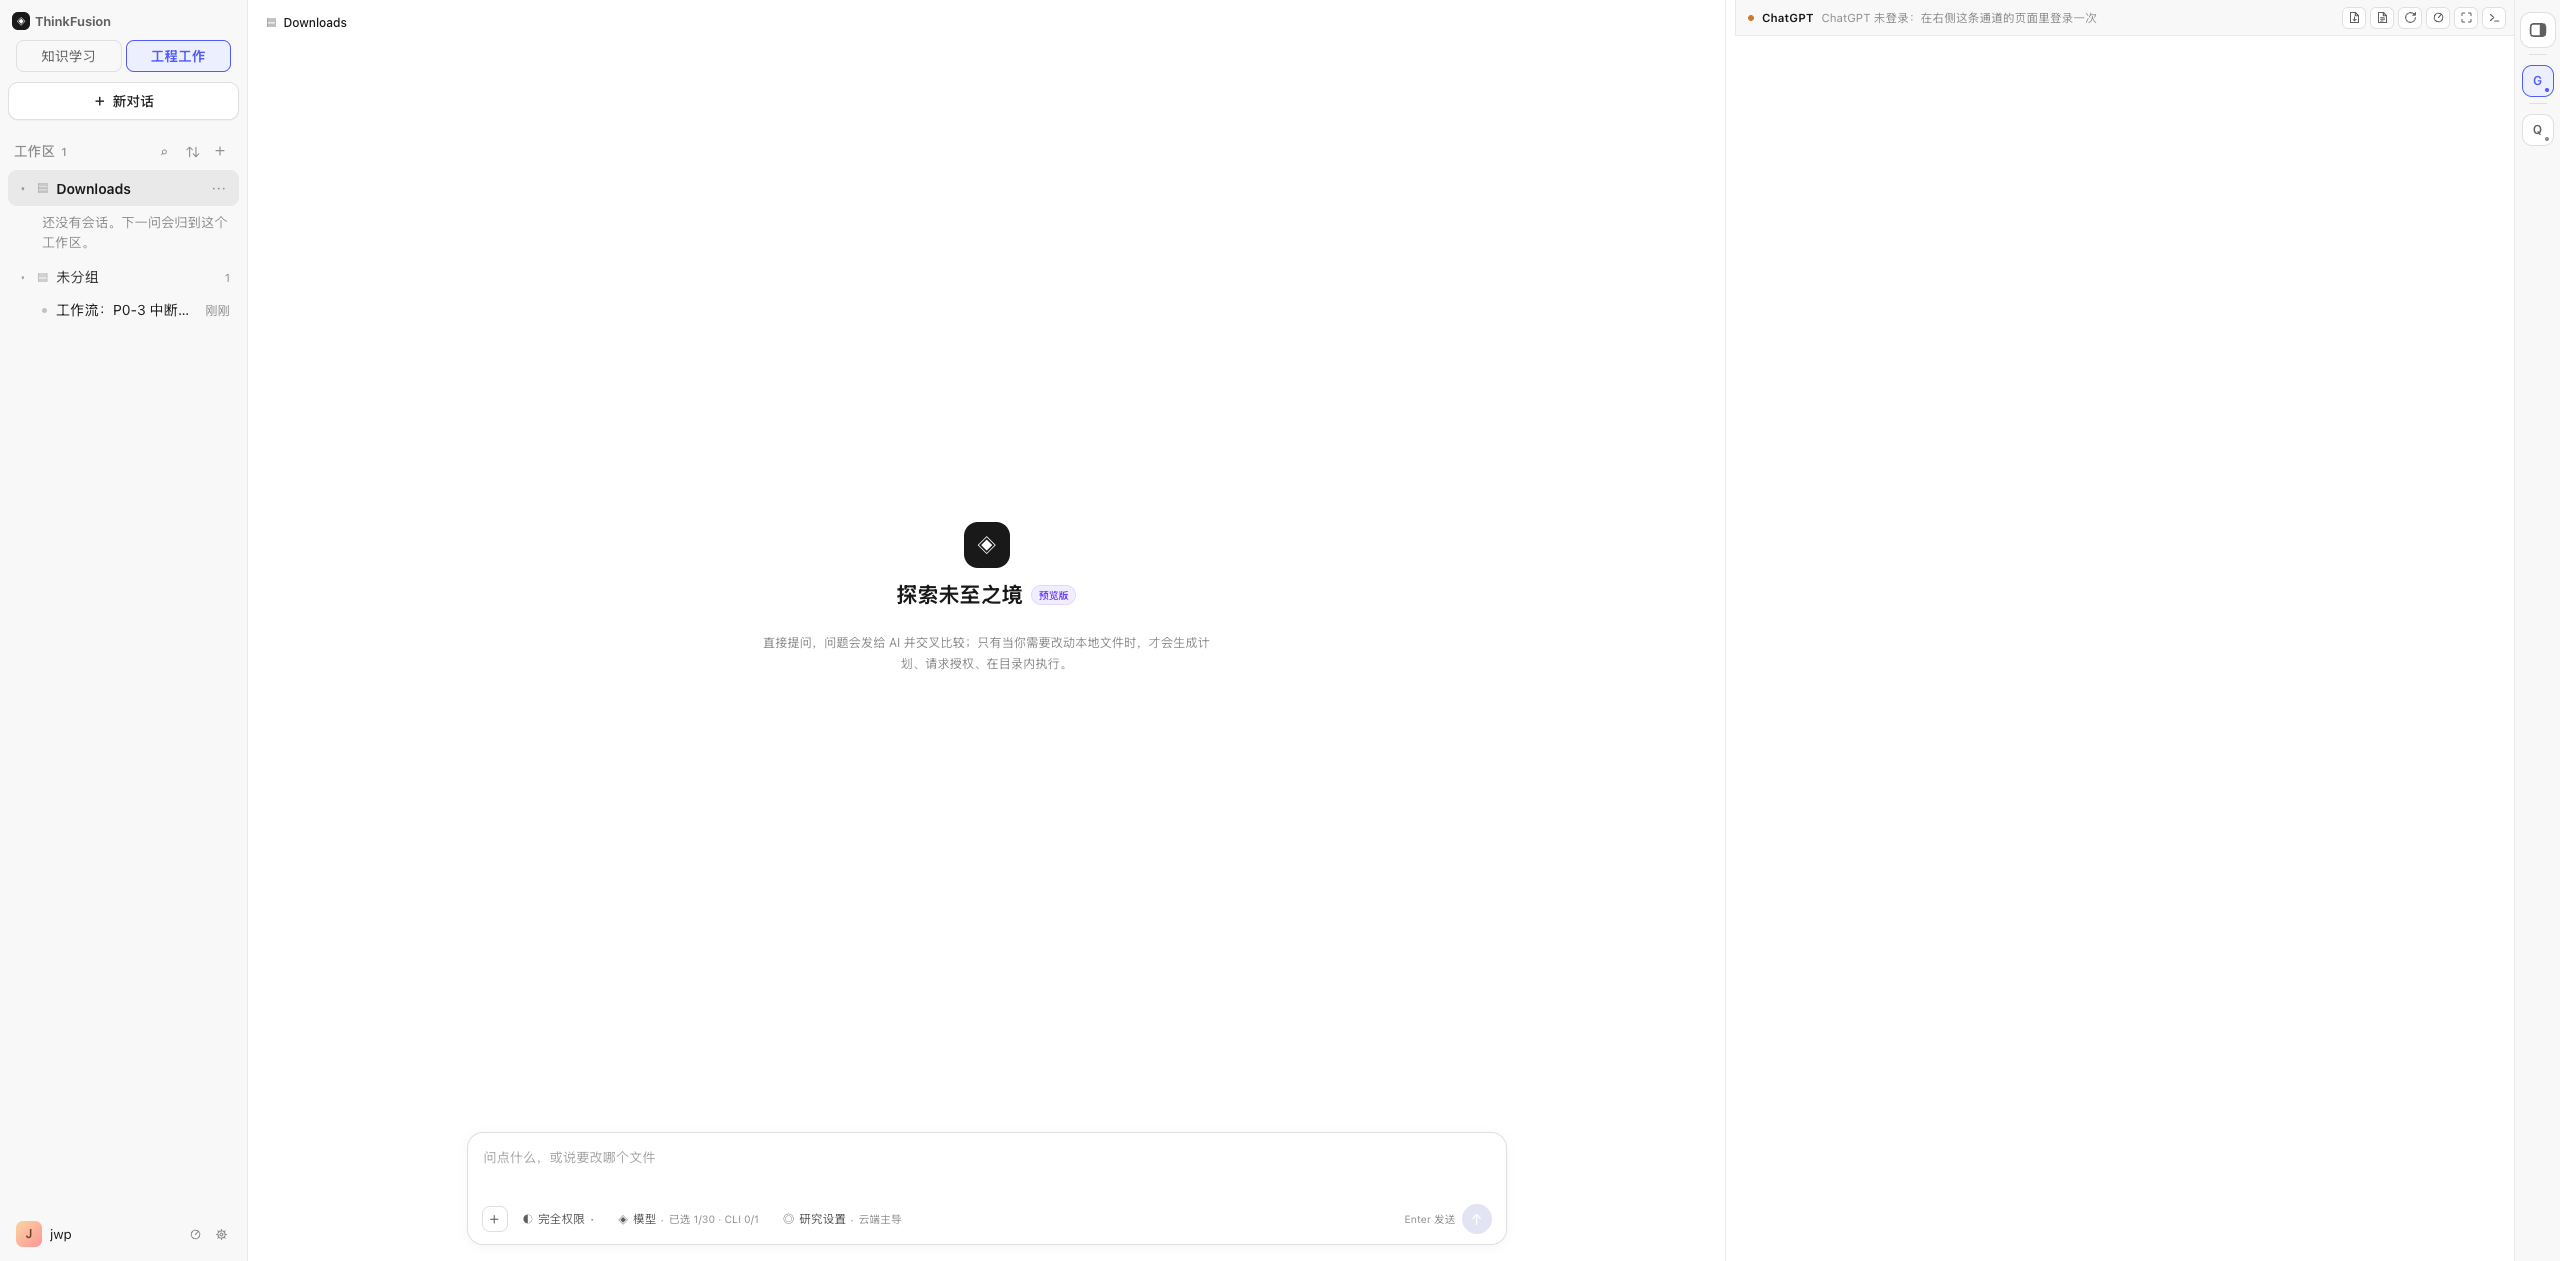 ThinkFusion
知识学习
工程工作
+ 新对话
工作区 1
Downloads
还没有会话。下一问会归到这个
工作区。
未分组 1
工作流：P0-3 中断... 刚刚
J jwp
Downloads
探索未至之境 预览版
直接提问，问题会发给 AI 并交叉比较；只有当你需要改动本地文件时，才会生成计
划、请求授权、在目录内执行。
问点什么，或说要改哪个文件
+ 完全权限 · 模型 · 已选 1/30 · CLI 0/1 研究设置 · 云端主导 Enter 发送
ChatGPT ChatGPT 未登录：在右侧这条通道的页面里登录一次
G
Q